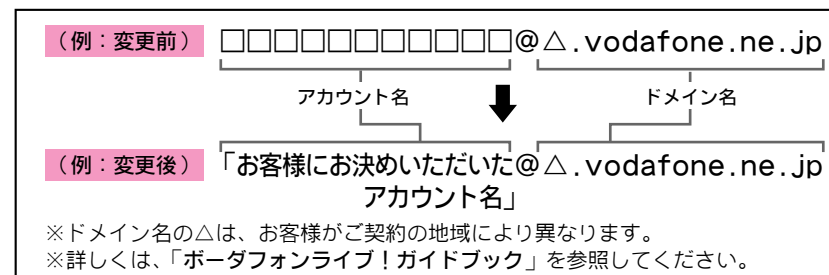 （例：変更前） □□□□□□□□□□□@△.vodafone.ne.jp
アカウント名 ドメイン名
（例：変更後） 「お客様にお決めいただいた@△.vodafone.ne.jp
アカウント名」
※ドメイン名の△は、お客様がご契約の地域により異なります。
※詳しくは、「ボーダフォンライブ！ガイドブック」を参照してください。